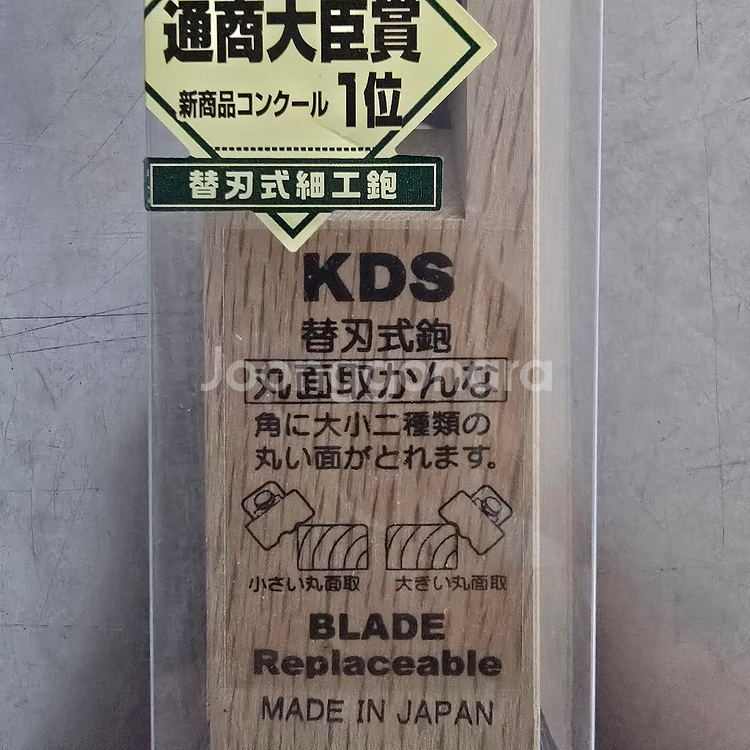 通商大臣賞
新商品コンクール 1位
替刃式細工鉋
KDS
替刃式鉋
丸面取かんな
Joonggonara
角に大小二種類の
丸い面がとれます。
小さい丸面取 大きい丸面取
BLADE
Replaceable
MADE IN JAPAN